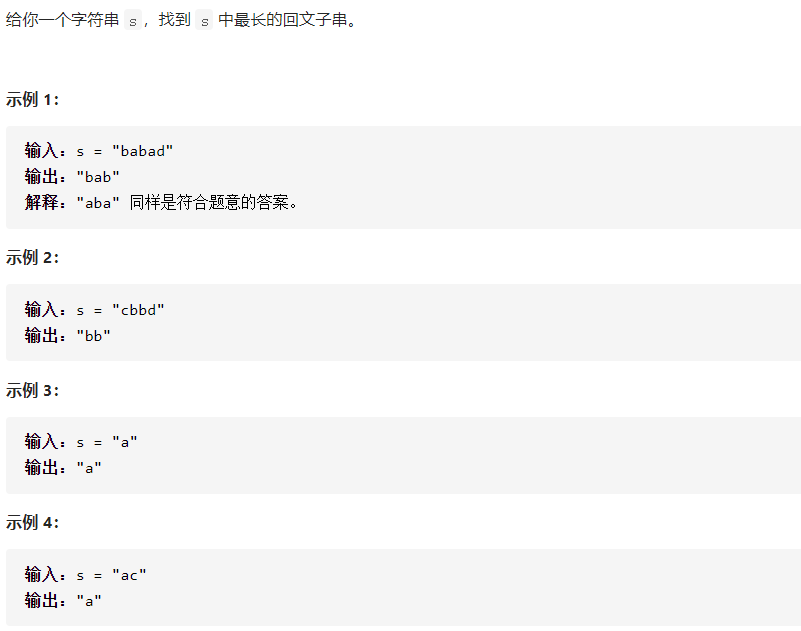 给你一个字符串 s，找到 s 中最长的回文子串。
示例 1：
输入：s = "babad"
输出："bab"
解释："aba" 同样是符合题意的答案。
示例 2：
输入：s = "cbbd"
输出："bb"
示例 3：
输入：s = "a"
输出："a"
示例 4：
输入：s = "ac"
输出："a"